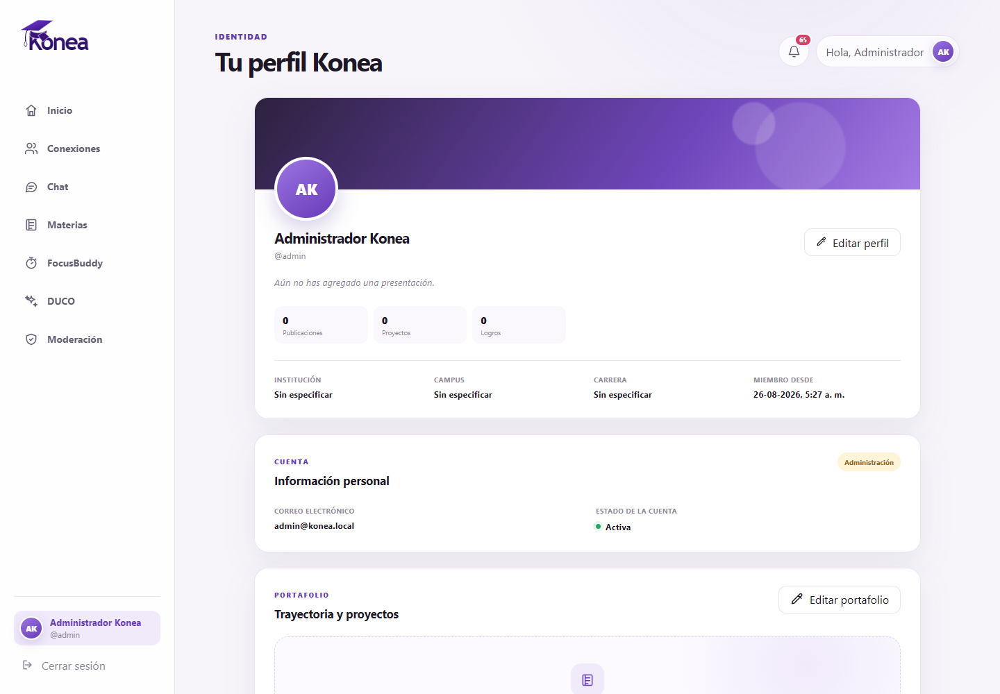 Konea
Inicio
Conexiones
Chat
Materias
FocusBuddy
DUCO
Moderación
AK
Administrador Konea
@admin
Cerrar sesión
IDENTIDAD
Tu perfil Konea
65
Hola, Administrador
AK
AK
Administrador Konea
@admin
Editar perfil
Aún no has agregado una presentación.
0
Publicaciones
0
Proyectos
0
Logros
INSTITUCIÓN
Sin especificar
CAMPUS
Sin especificar
CARRERA
Sin especificar
MIEMBRO DESDE
26-08-2026, 5:27 a. m.
CUENTA
Información personal
Administración
CORREO ELECTRÓNICO
admin@konea.local
ESTADO DE LA CUENTA
Activa
PORTAFOLIO
Trayectoria y proyectos
Editar portafolio